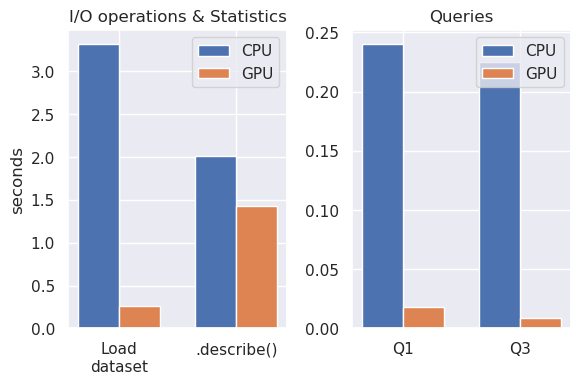 I/O operations & Statistics
CPU
GPU
seconds
3.0
2.5
2.0
1.5
1.0
0.5
0.0
Load
dataset
.describe()
Queries
CPU
GPU
0.25
0.20
0.15
0.10
0.05
0.00
Q1
Q3